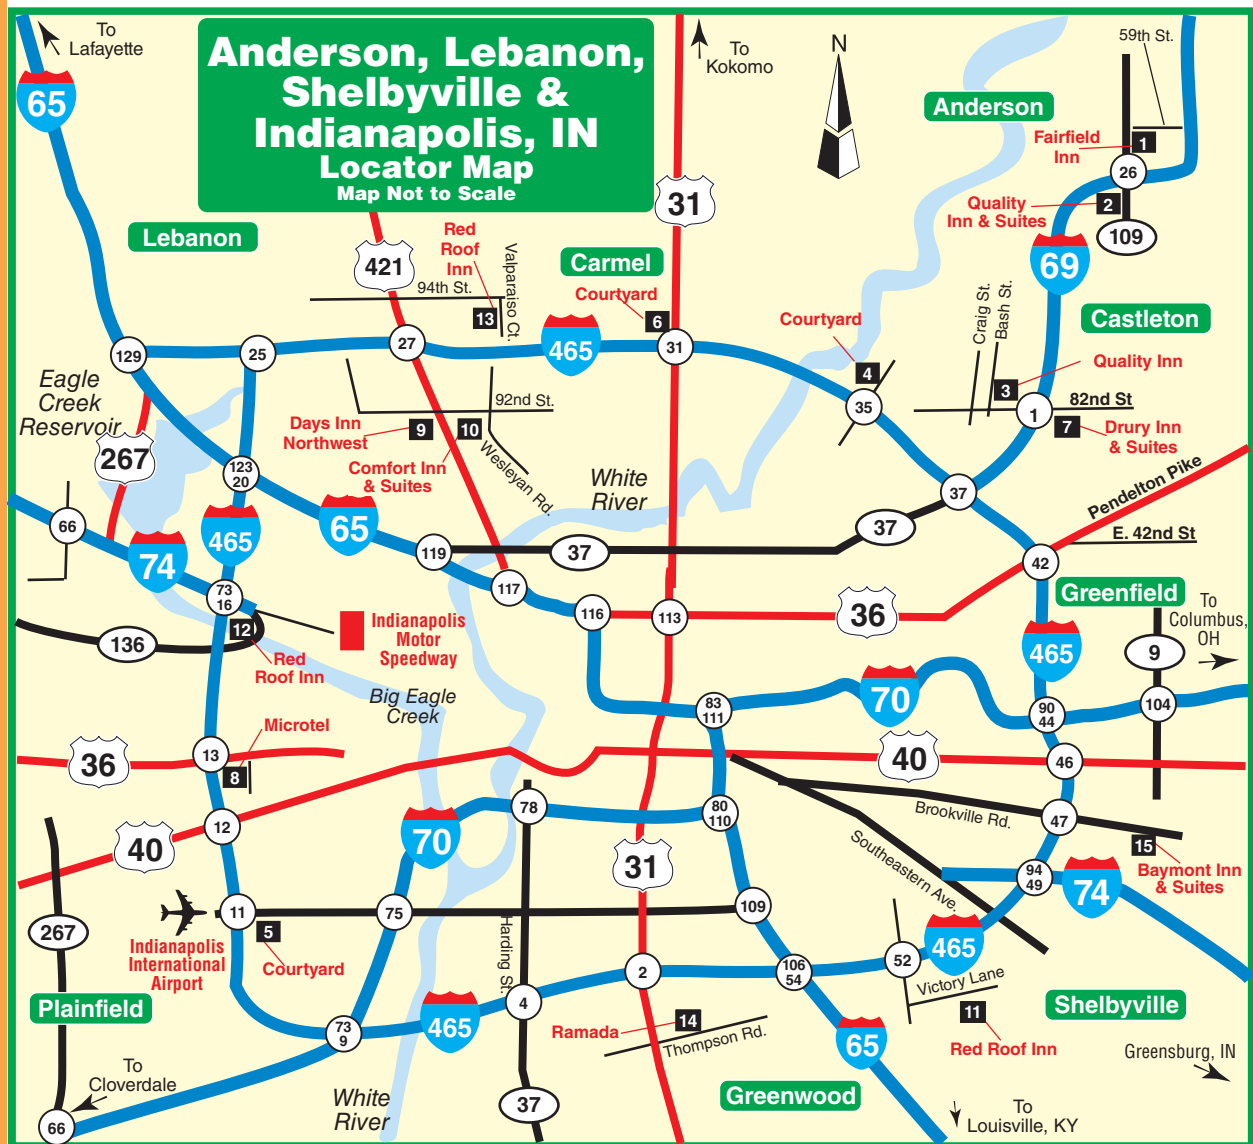 To
Lafayette
65
Anderson, Lebanon,
Shelbyville &
Indianapolis, IN
Locator Map
Map Not to Scale
To
Kokomo
N
59th St.
Anderson
Fairfield
Inn
1
26
Quality
Inn & Suites
2
109
31
Lebanon
421
Red
Roof
Inn
Valparaiso Ct.
94th St.
13
Carmel
Courtyard
6
69
Craig St.
Bash St.
Castleton
Courtyard
4
129
25
27
465
31
35
Quality Inn
3
82nd St
1
7
Drury Inn
& Suites
Eagle
Creek
Reservoir
267
92nd St.
Days Inn
Northwest
9
10
Comfort Inn
& Suites
Wesleyan Rd.
White
River
123
20
37
Pendelton Pike
E. 42nd St
66
74
465
65
119
37
37
42
73
16
117
116
113
36
Greenfield
To
Columbus,
OH
136
12
Red
Roof Inn
Indianapolis
Motor
Speedway
465
9
Big Eagle
Creek
83
111
70
90
44
104
36
13
Microtel
8
40
46
40
12
70
78
80
110
Brookville Rd.
47
15
Baymont Inn
& Suites
Southeastern Ave.
31
94
49
74
267
11
5
Indianapolis
International
Airport
Courtyard
75
Harding St.
109
465
52
106
54
2
Victory Lane
11
Red Roof Inn
Shelbyville
Plainfield
73
9
465
4
Ramada
14
Thompson Rd.
65
Greensburg, IN
To
Cloverdale
66
White
River
37
Greenwood
To
Louisville, KY